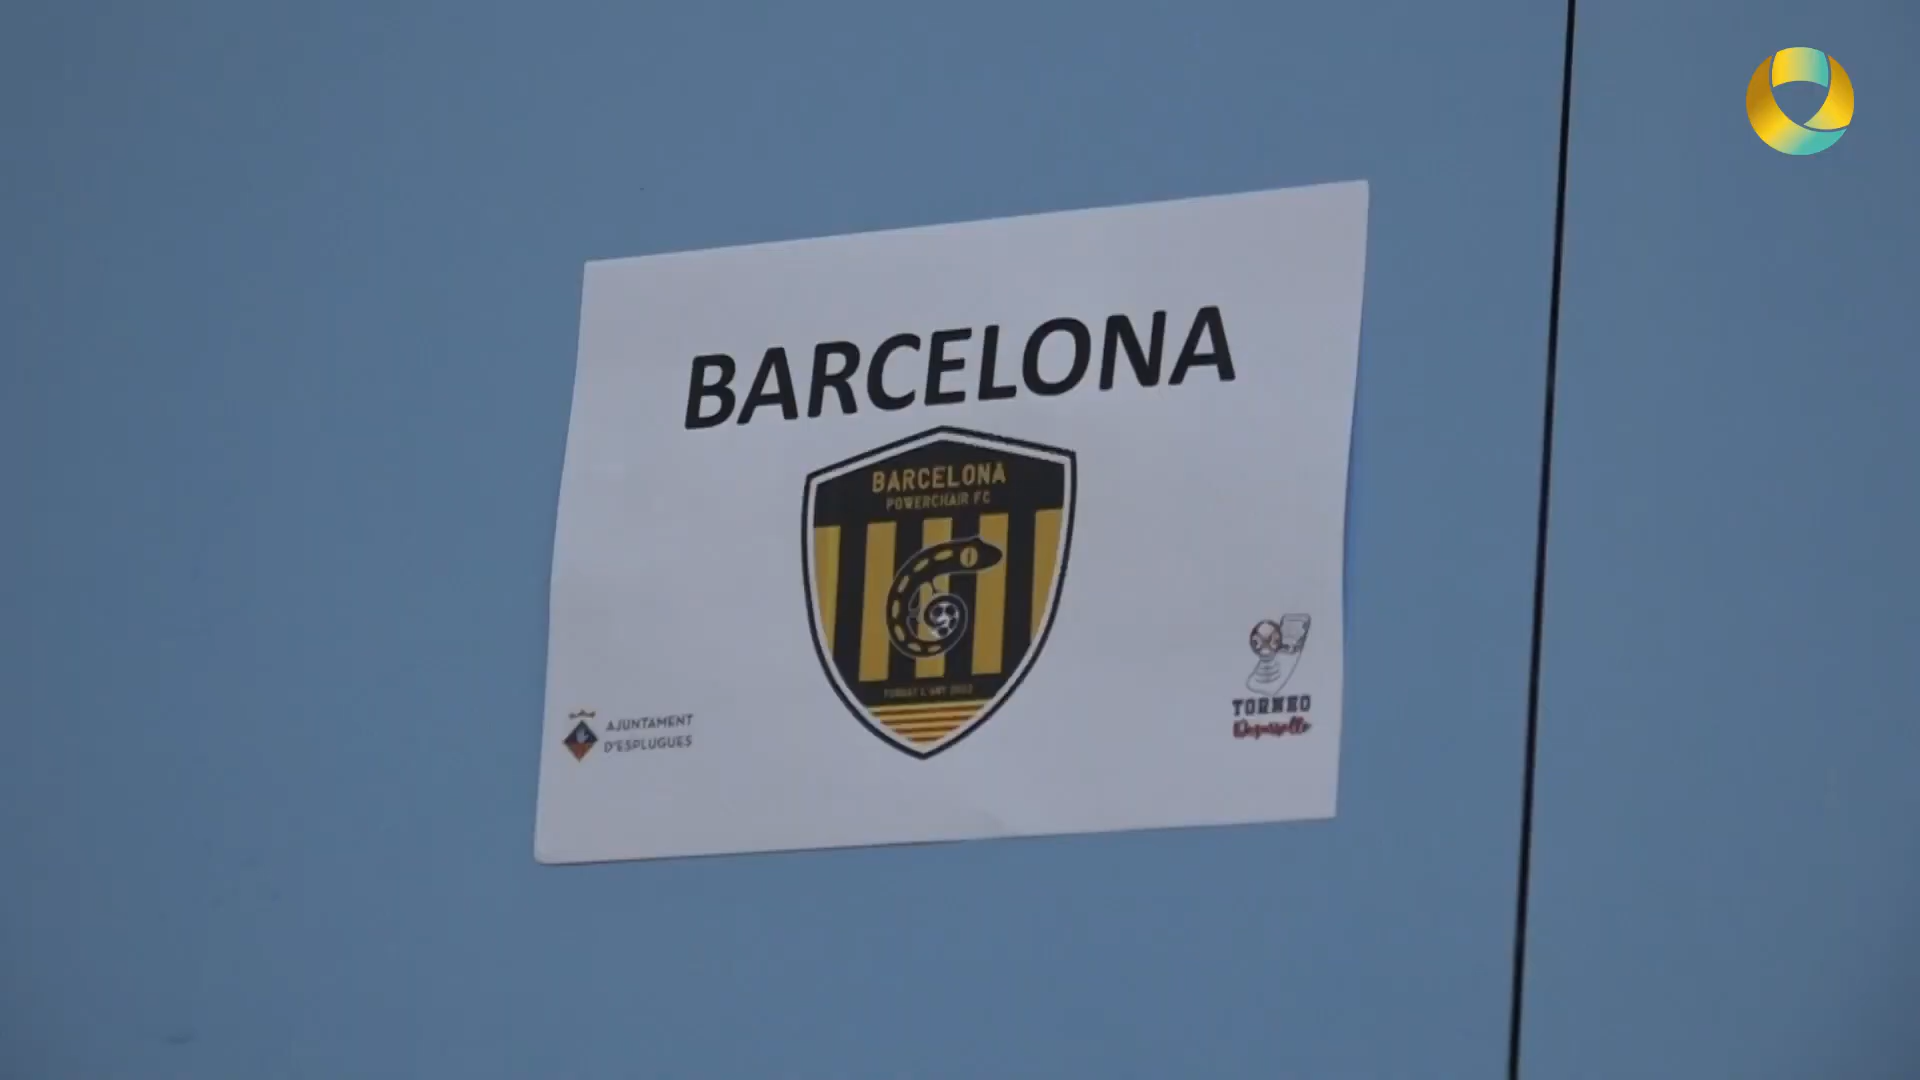 BARCELONA
BARCELONA
POWERCHAIR FC
AJUNTAMENT
D'ESPLUGUES
TORNEO